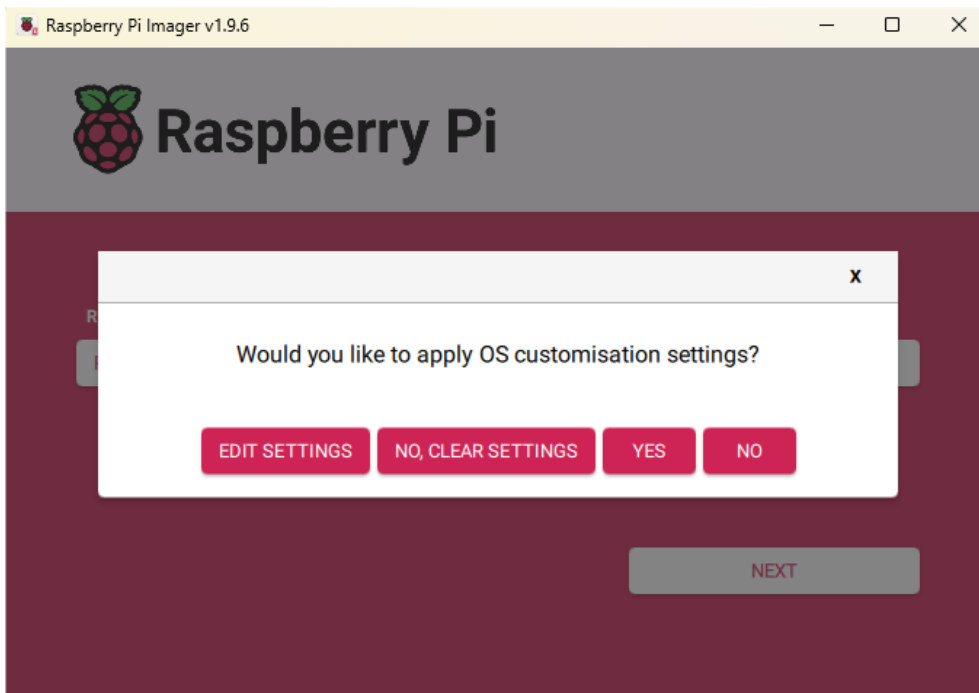 Raspberry Pi Imager v1.9.6
Raspberry Pi
X
R
Would you like to apply OS customisation settings?
EDIT SETTINGS NO, CLEAR SETTINGS YES NO
NEXT